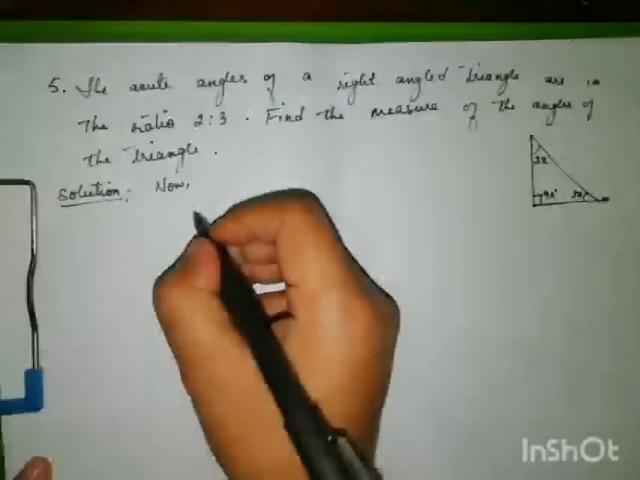 5. The acute angles of a right angled triangle are in
the ratio 2:3. Find the measure of the angles of
the triangle.
Solution: Now,
90°
InShot